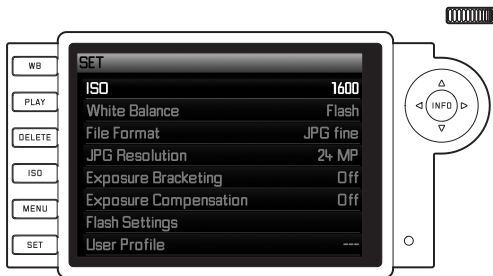 WB
PLAY
DELETE
ISO
MENU
SET
SET
ISO 1600
White Balance Flash
File Format JPG fine
JPG Resolution 24 MP
Exposure Bracketing Off
Exposure Compensation Off
Flash Settings
User Profile ---
INFO